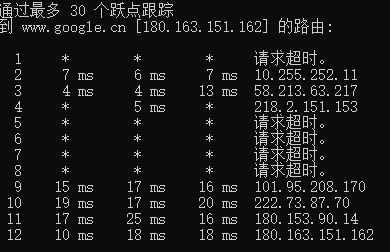 通过最多 30 个跃点跟踪
到 www.google.cn [180.163.151.162] 的路由:
1 * * * 请求超时。
2 7 ms 6 ms 7 ms 10.255.252.11
3 4 ms 4 ms 13 ms 58.213.63.217
4 * 5 ms * 218.2.151.153
5 * * * 请求超时。
6 * * * 请求超时。
7 * * * 请求超时。
8 * * * 请求超时。
9 15 ms 17 ms 16 ms 101.95.208.170
10 19 ms 17 ms 20 ms 222.73.87.70
11 17 ms 25 ms 16 ms 180.153.90.14
12 10 ms 18 ms 18 ms 180.163.151.162